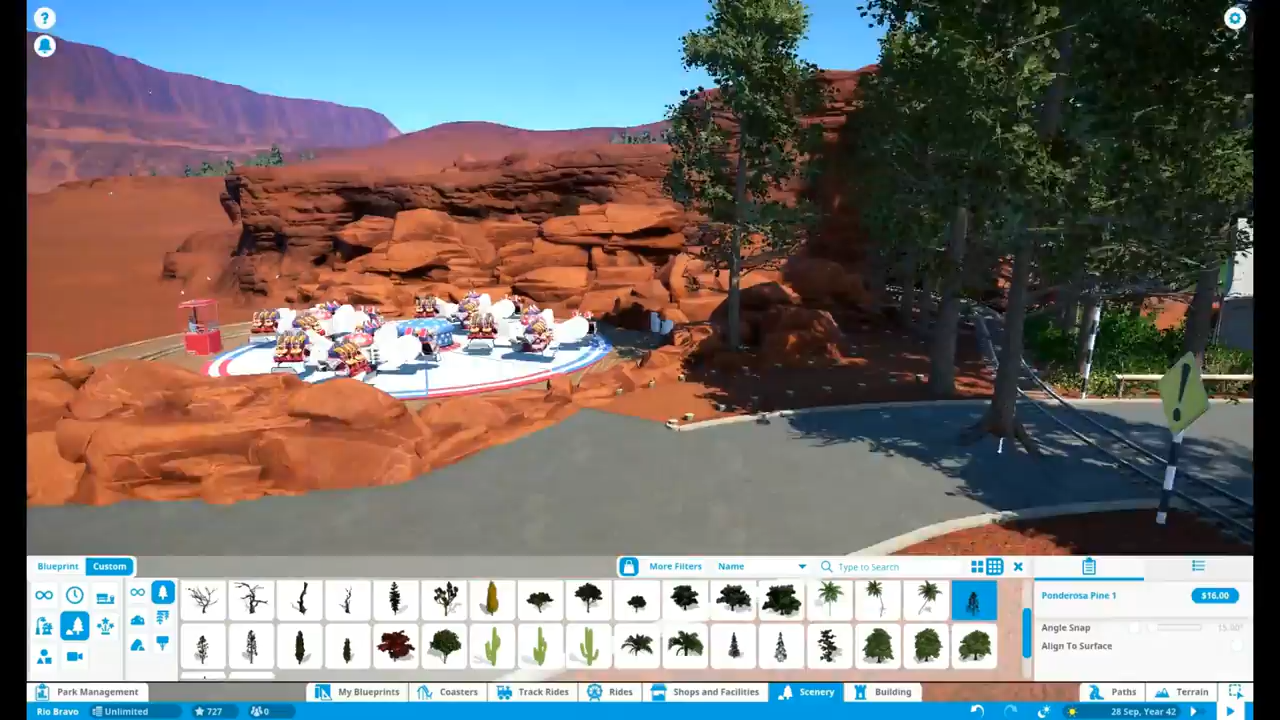 ?
!
Blueprint Custom More Filters Name Type to Search
Ponderosa Pine 1 $16.00
Angle Snap 15.00°
Align To Surface
Park Management My Blueprints Coasters Track Rides Rides Shops and Facilities Scenery Building Paths Terrain
Rio Bravo Unlimited 727 0 28 Sep, Year 42